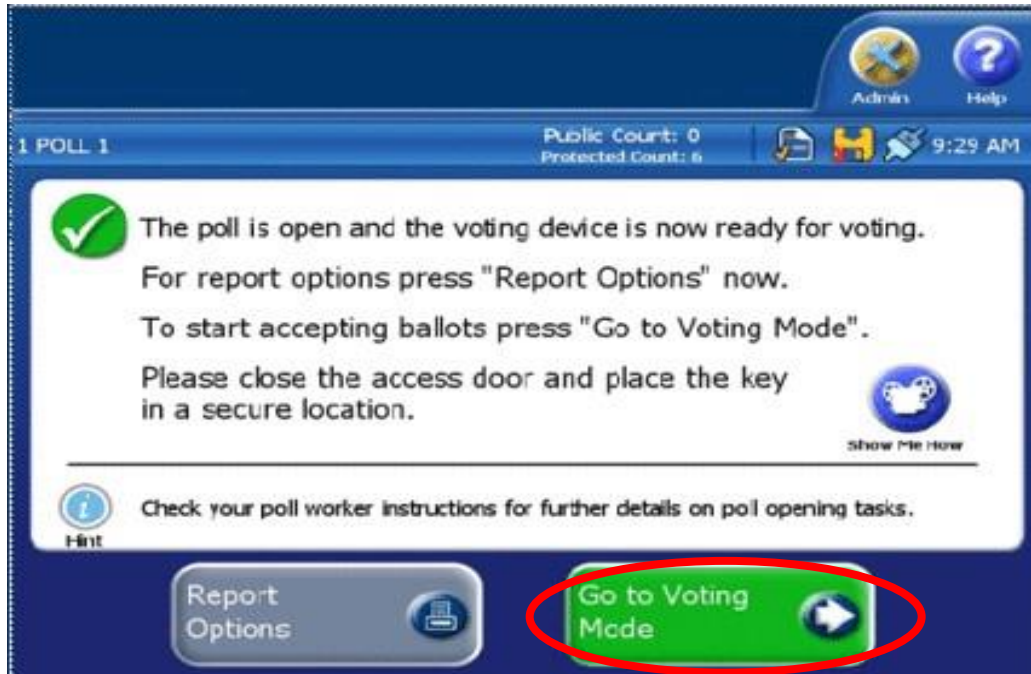 Admin
Help
1 POLL 1
Public Count: 0
Protected Count: 6
9:29 AM
The poll is open and the voting device is now ready for voting.
For report options press "Report Options" now.
To start accepting ballots press "Go to Voting Mode".
Please close the access door and place the key
in a secure location.
Show Me How
Hint
Check your poll worker instructions for further details on poll opening tasks.
Report
Options
Go to Voting
Mode